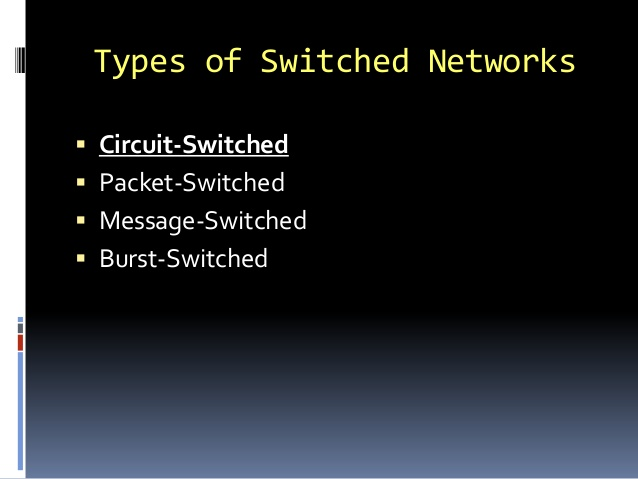 Types of Switched Networks
Circuit-Switched
Packet-Switched
Message-Switched
Burst-Switched